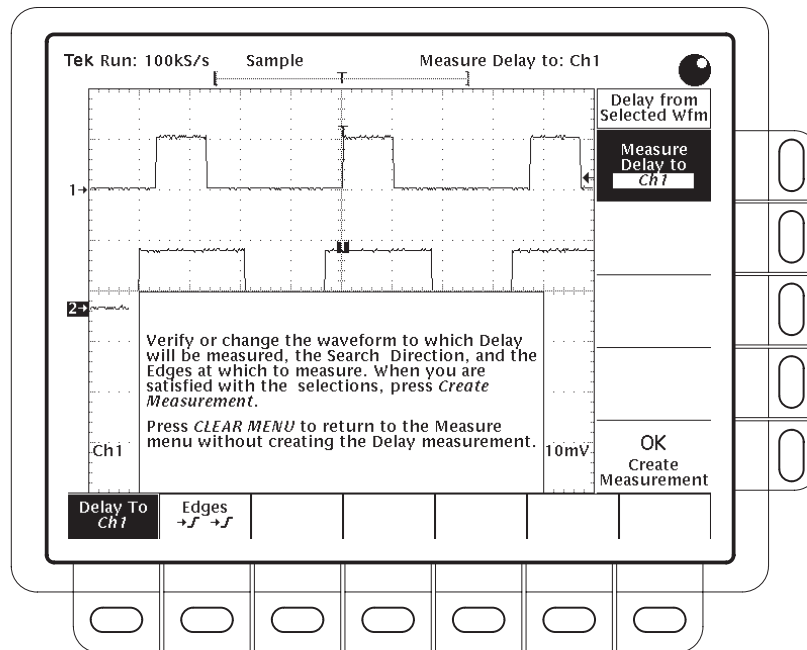 Tek Run: 100kS/s Sample Measure Delay to: Ch1
[ T ]
Delay from
Selected Wfm
Measure
Delay to
Ch1
T
1→
2→
Verify or change the waveform to which Delay
will be measured, the Search Direction, and the
Edges at which to measure. When you are
satisfied with the selections, press Create
Measurement.
Press CLEAR MENU to return to the Measure
menu without creating the Delay measurement.
Ch1
10mV
OK
Create
Measurement
Delay To
Ch1
Edges